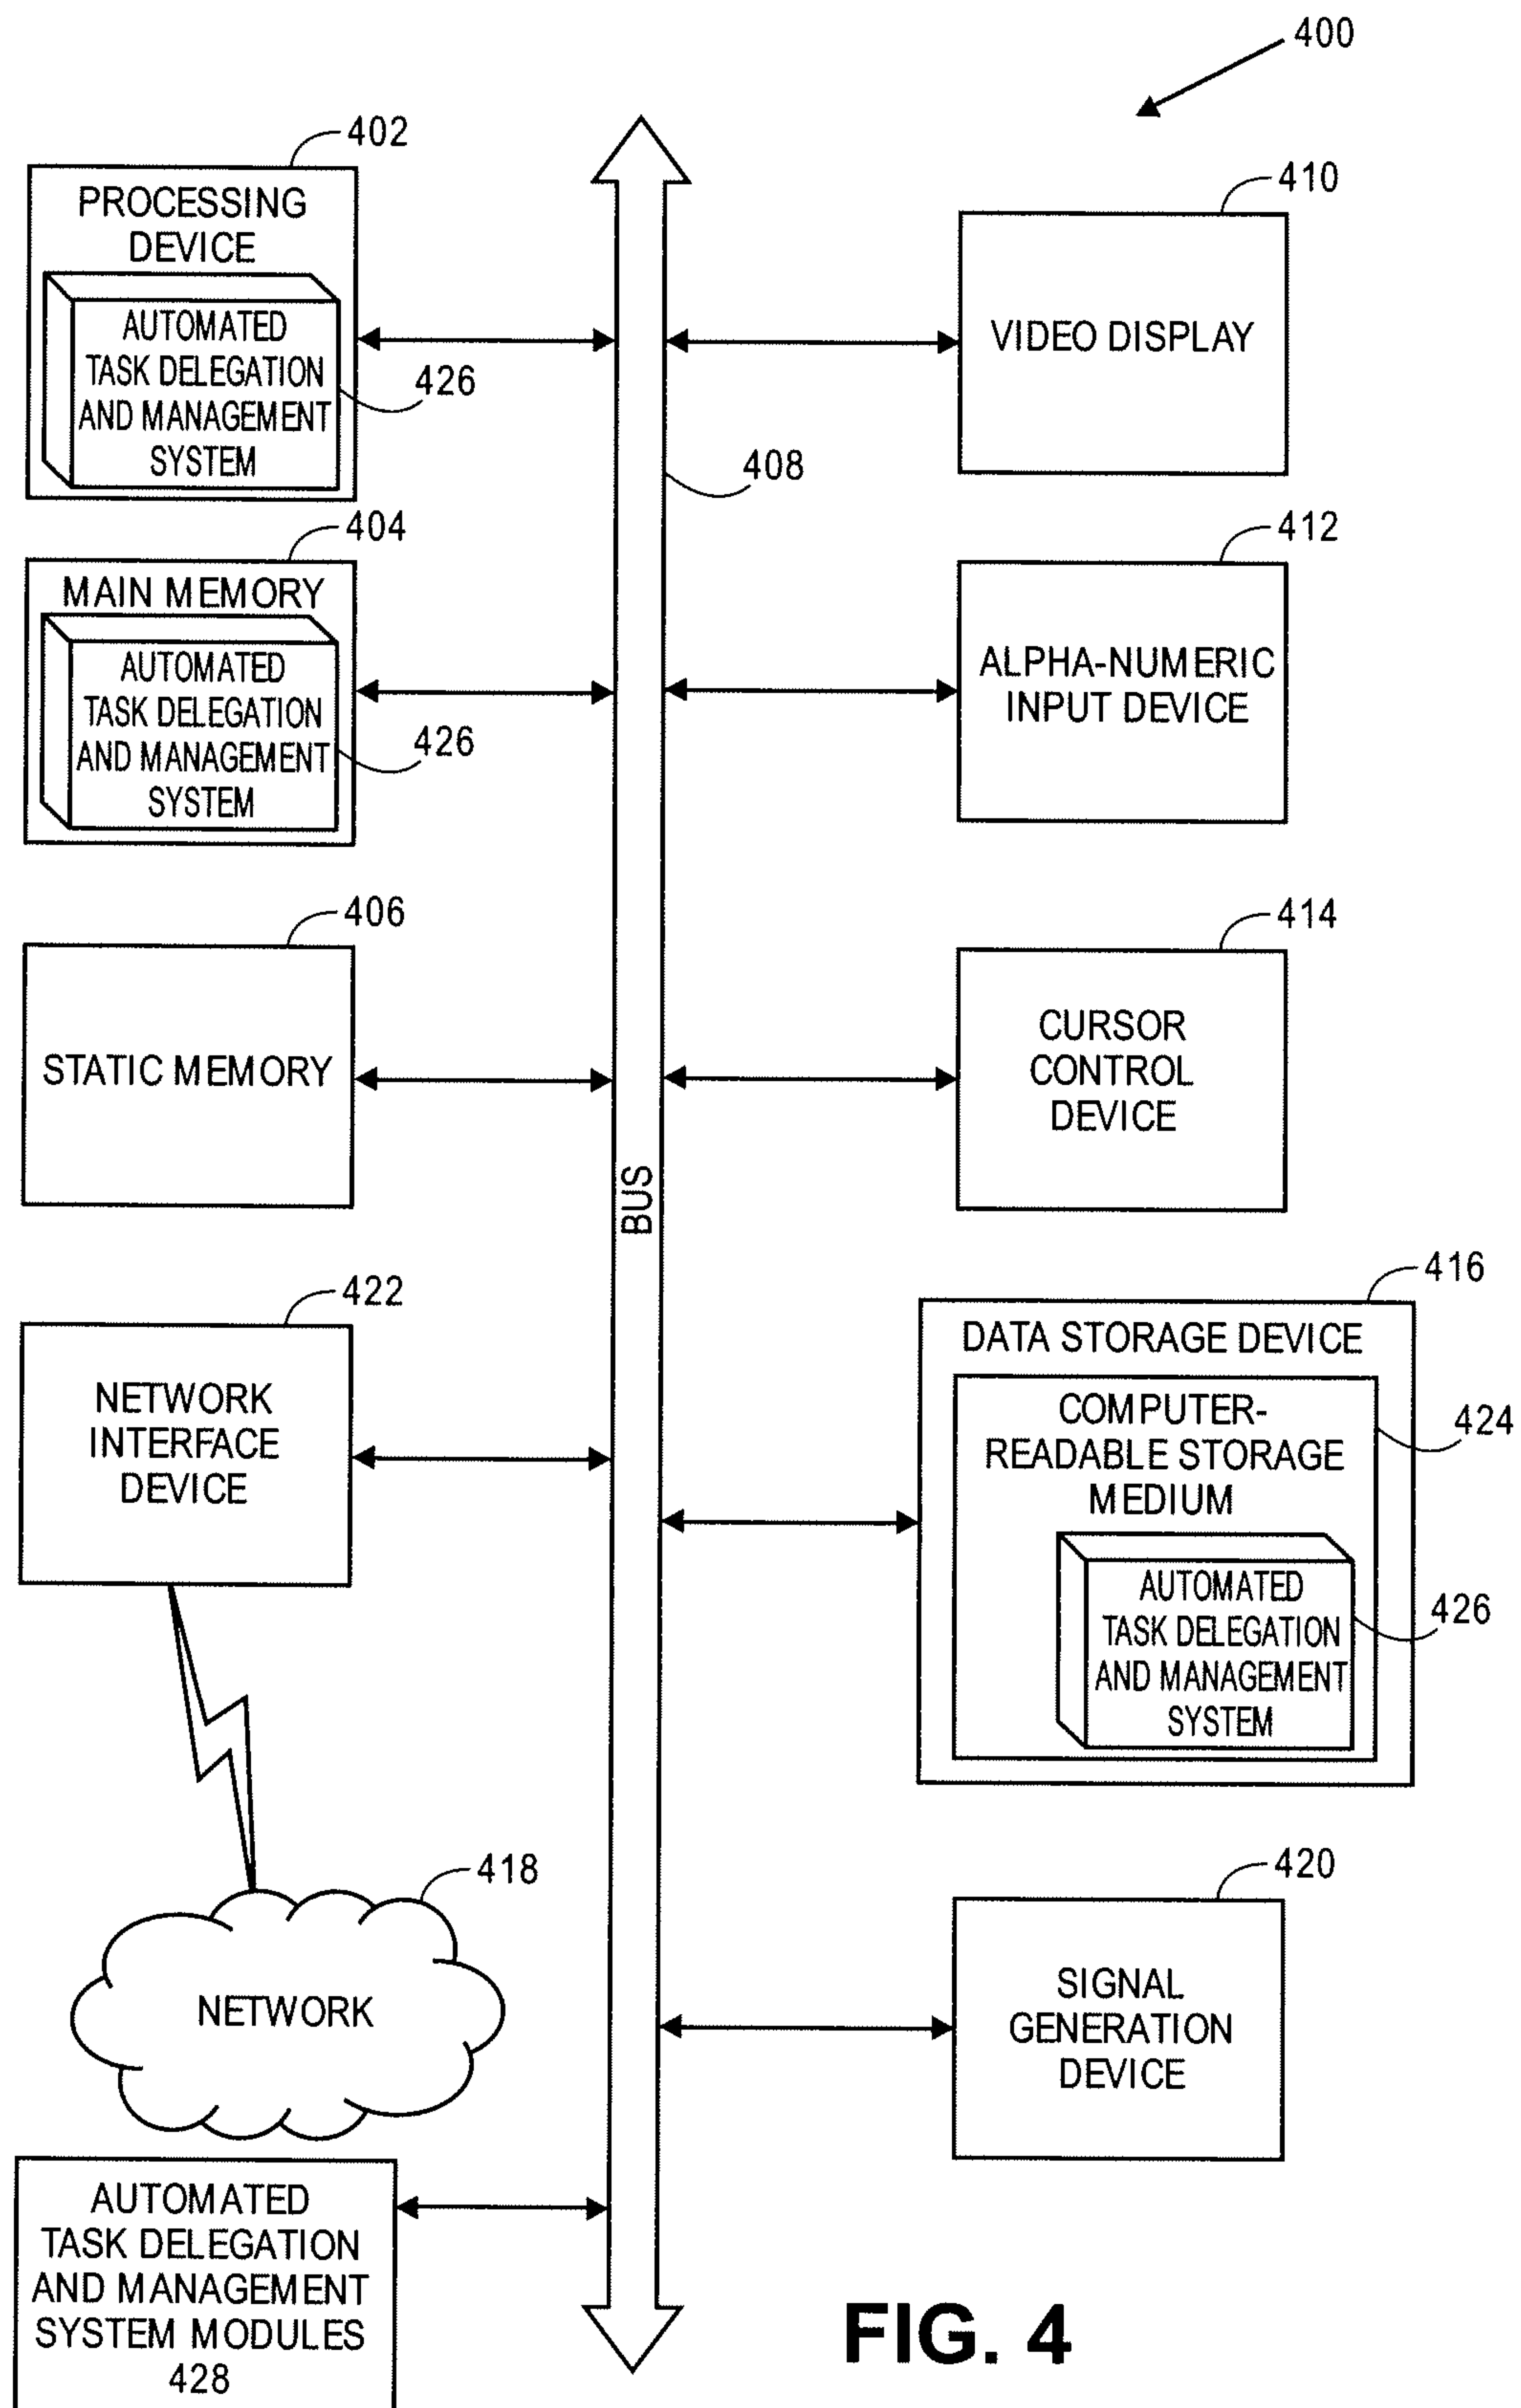 400
402
PROCESSING
DEVICE
AUTOMATED
TASK DELEGATION
AND MANAGEMENT
SYSTEM
426
404
MAIN MEMORY
AUTOMATED
TASK DELEGATION
AND MANAGEMENT
SYSTEM
426
406
STATIC MEMORY
422
NETWORK
INTERFACE
DEVICE
418
NETWORK
AUTOMATED
TASK DELEGATION
AND MANAGEMENT
SYSTEM MODULES
428
408
BUS
410
VIDEO DISPLAY
412
ALPHA-NUMERIC
INPUT DEVICE
414
CURSOR
CONTROL
DEVICE
416
DATA STORAGE DEVICE
COMPUTER-
READABLE STORAGE
MEDIUM
424
AUTOMATED
TASK DELEGATION
AND MANAGEMENT
SYSTEM
426
420
SIGNAL
GENERATION
DEVICE
FIG. 4